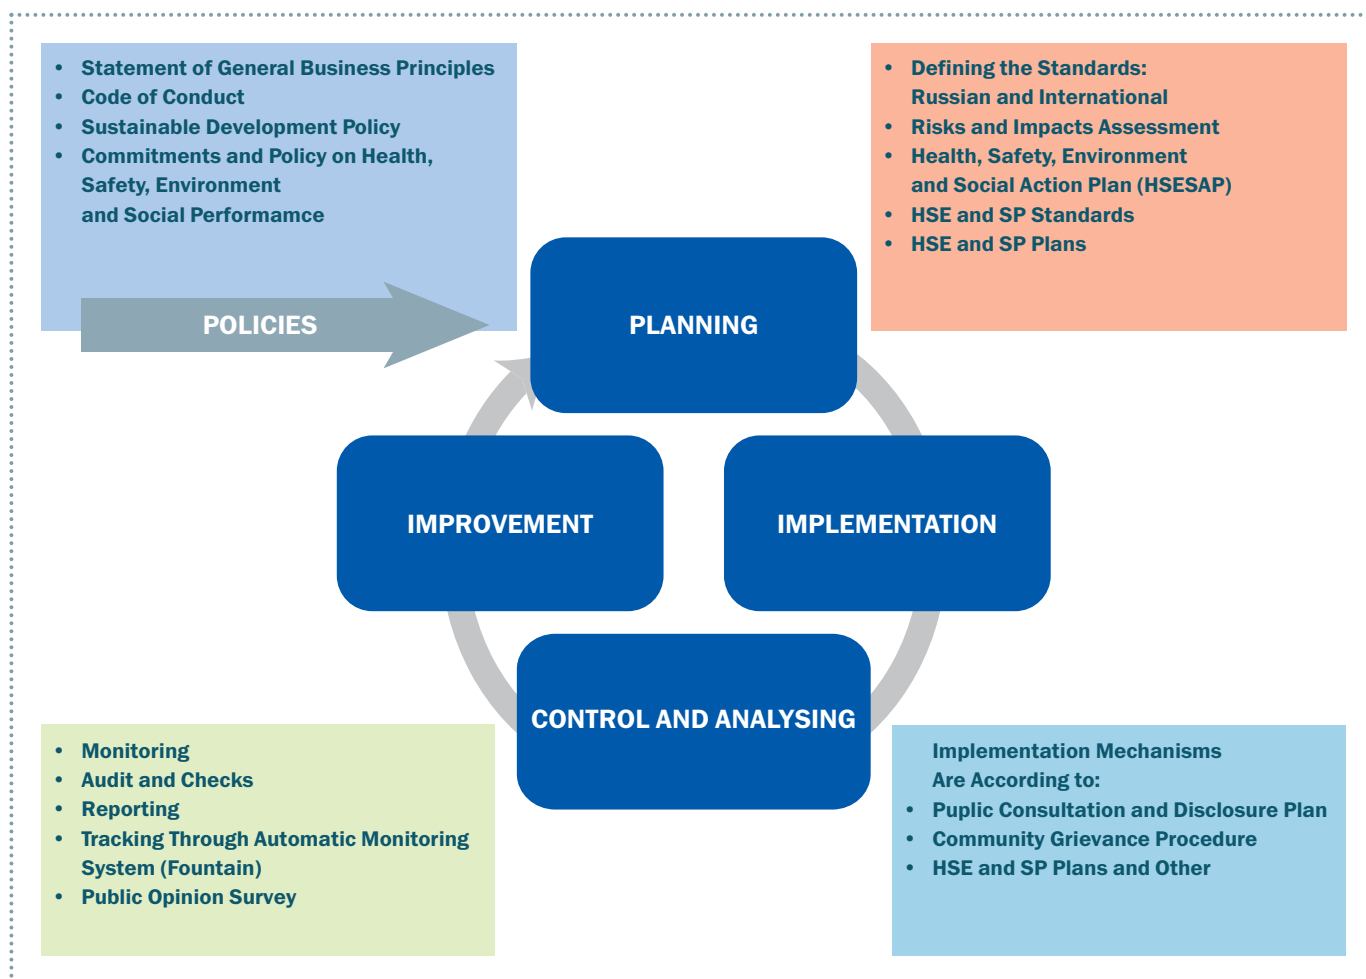 • Statement of General Business Principles
• Code of Conduct
• Sustainable Development Policy
• Commitments and Policy on Health,
Safety, Environment
and Social Performamce
POLICIES
• Defining the Standards:
Russian and International
• Risks and Impacts Assessment
• Health, Safety, Environment
and Social Action Plan (HSESAP)
• HSE and SP Standards
• HSE and SP Plans
PLANNING
IMPROVEMENT
IMPLEMENTATION
CONTROL AND ANALYSING
• Monitoring
• Audit and Checks
• Reporting
• Tracking Through Automatic Monitoring
System (Fountain)
• Public Opinion Survey
Implementation Mechanisms
Are According to:
• Puplic Consultation and Disclosure Plan
• Community Grievance Procedure
• HSE and SP Plans and Other